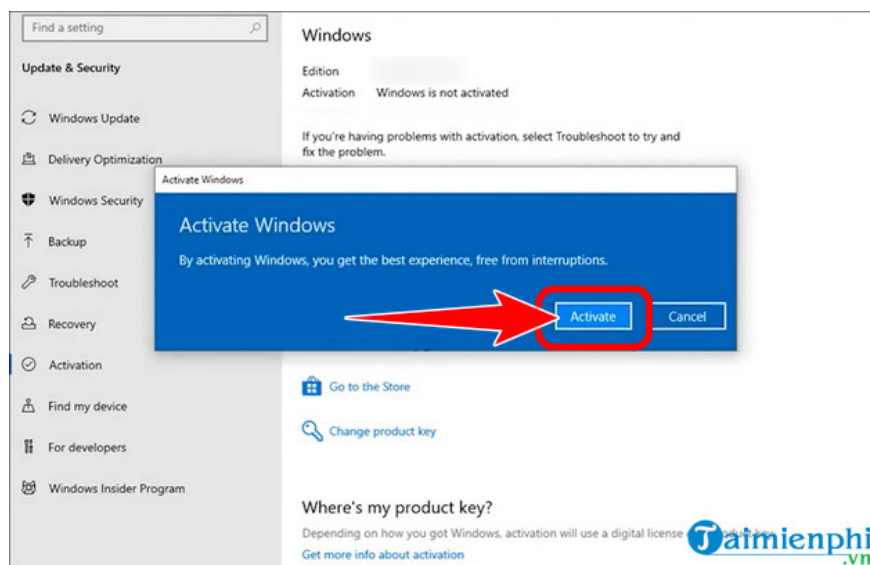 Find a setting
Update & Security
Windows Update
Delivery Optimization
Windows Security
Backup
Troubleshoot
Recovery
Activation
Find my device
For developers
Windows Insider Program
Windows
Edition
Activation Windows is not activated
If you're having problems with activation, select Troubleshoot to try and
fix the problem.
Activate Windows
Activate Windows
By activating Windows, you get the best experience, free from interruptions.
Activate Cancel
Go to the Store
Change product key
Where's my product key?
Depending on how you got Windows, activation will use a digital license
Get more info about activation
Taimienphi
.vn